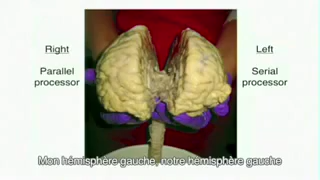 Right
Left
Parallel
processor
Serial
processor
Mon hémisphère gauche, notre hémisphère gauche